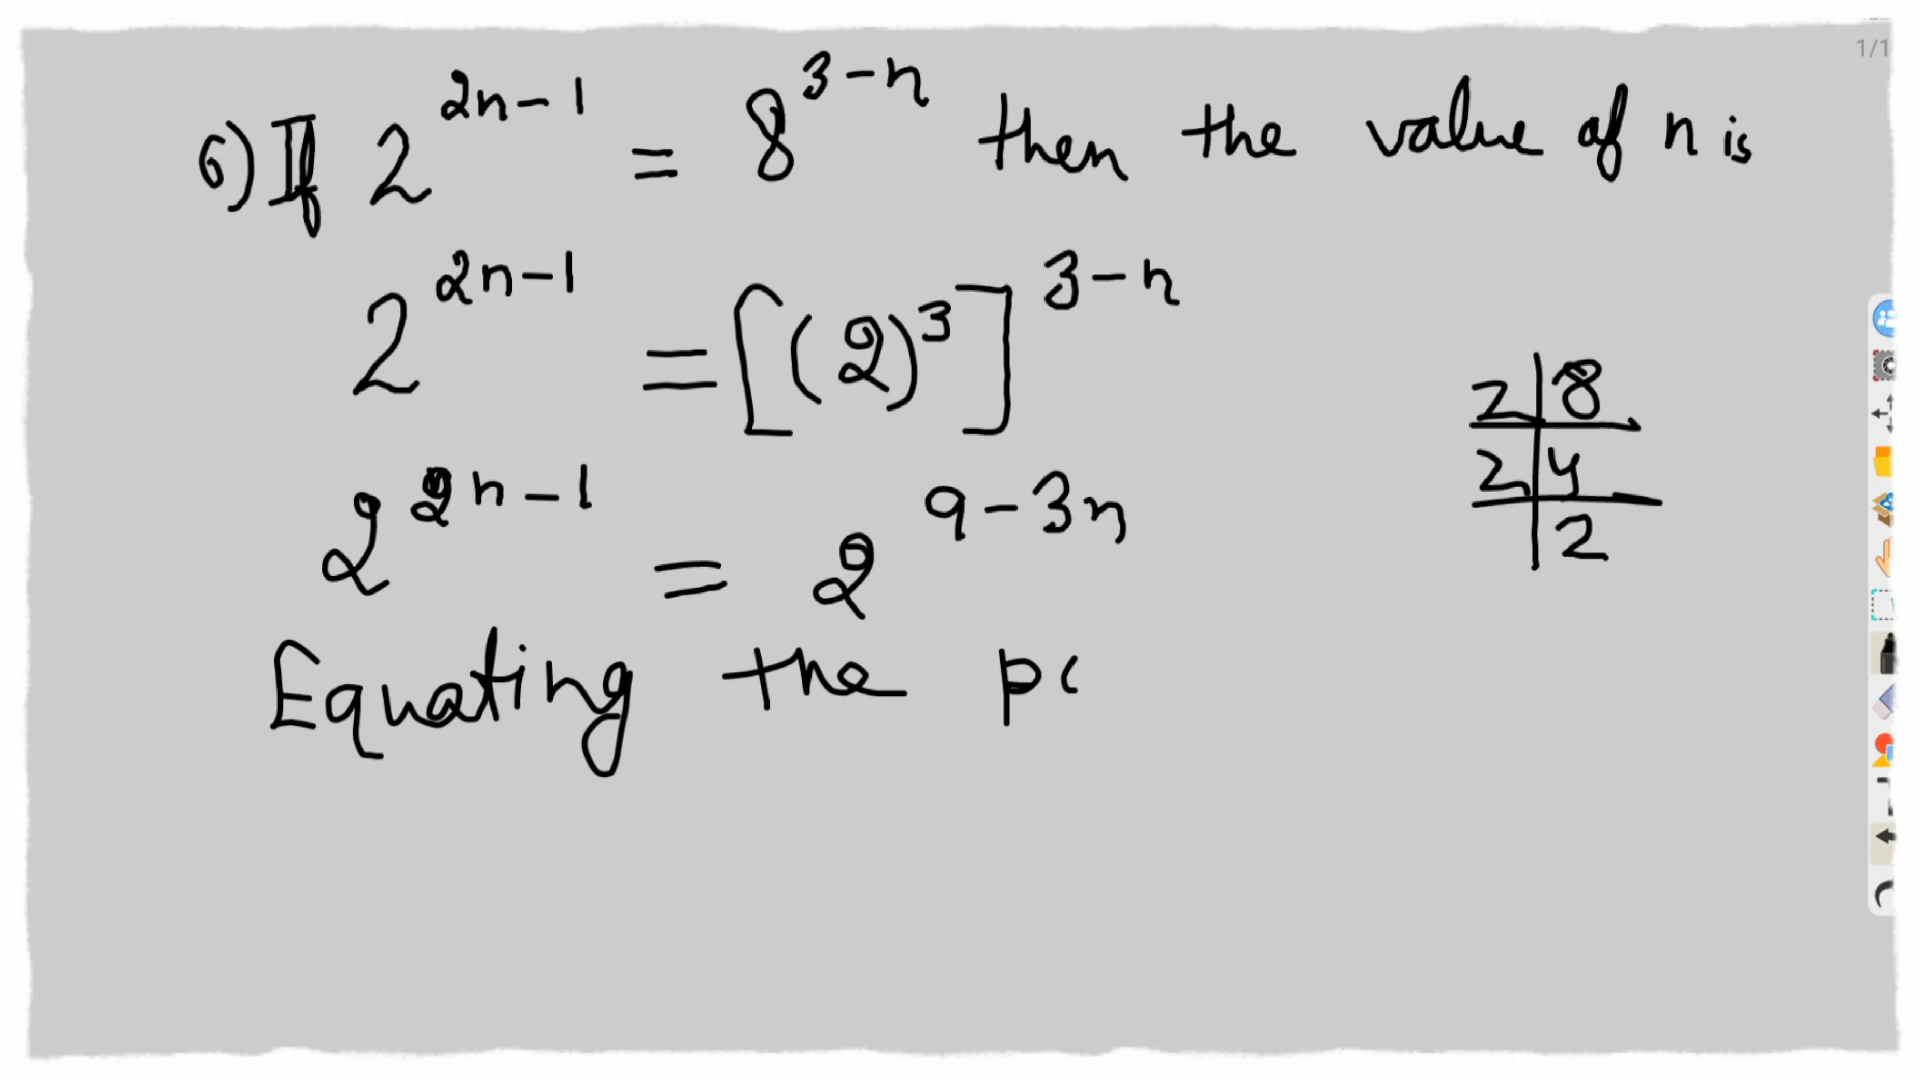 1/1
6) If 2^{2n-1} = 8^{3-n} then the value of n is
2^{2n-1} = [(2)^3]^{3-n}
2 | 8
2 | 4
2
2^{2n-1} = 2^{9-3n}
Equating the po